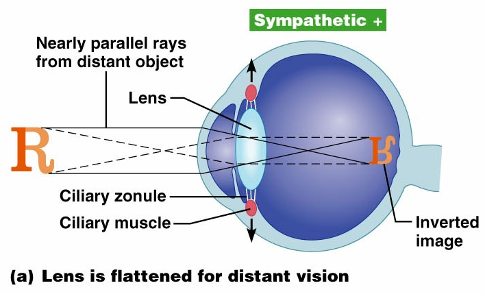 Sympathetic +
Nearly parallel rays
from distant object
Lens
R
R
Ciliary zonule
Ciliary muscle
Inverted
image
(a) Lens is flattened for distant vision